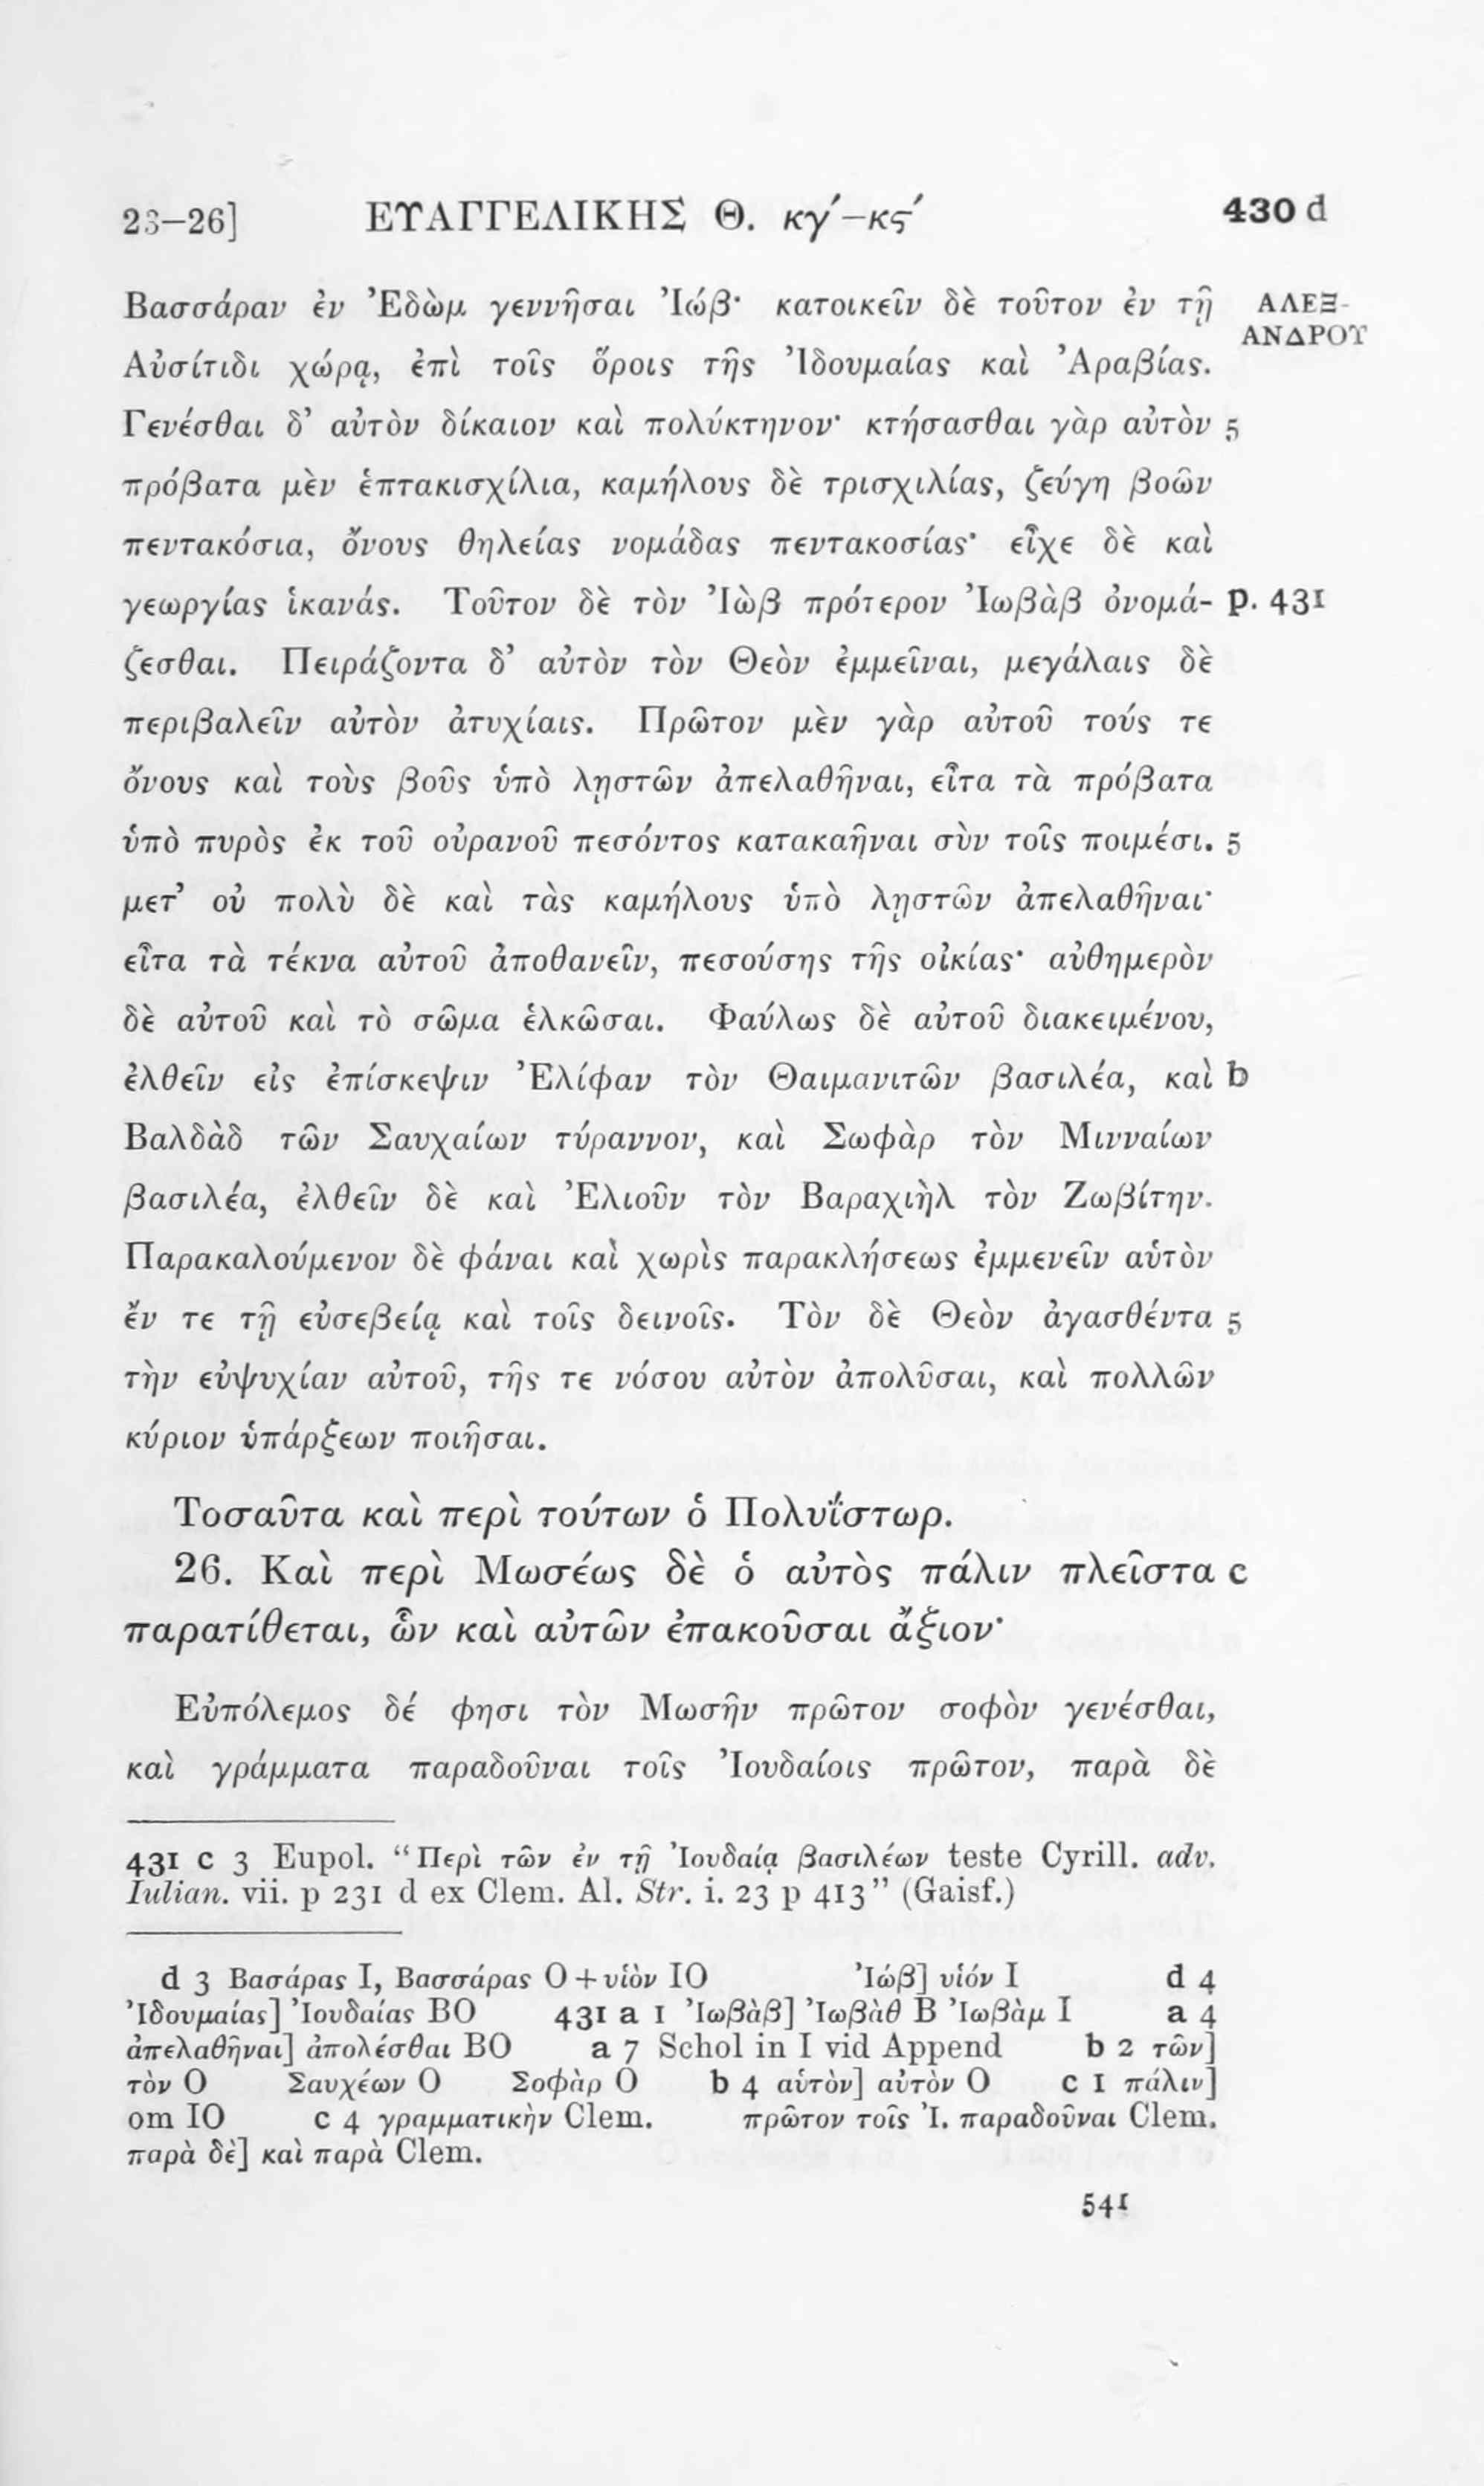 23–26] ΕΥΑΓΓΕΛΙΚΗΣ Θ. κγ´–κς´ 430 d
Βασσάραν ἐν Ἐδὼμ γεννῆσαι Ἰώβ· κατοικεῖν δὲ τοῦτον ἐν τῇ ΑΛΕΞ-
ΑΝΔΡΟΥ
Αὐσίτιδι χώρᾳ, ἐπὶ τοῖς ὅροις τῆς Ἰδουμαίας καὶ Ἀραβίας.
Γενέσθαι δ’ αὐτὸν δίκαιον καὶ πολύκτηνον· κτήσασθαι γὰρ αὐτὸν 5
πρόβατα μὲν ἑπτακισχίλια, καμήλους δὲ τρισχιλίας, ζεύγη βοῶν
πεντακόσια, ὄνους θηλείας νομάδας πεντακοσίας· εἶχε δὲ καὶ
γεωργίας ἱκανάς. Τοῦτον δὲ τὸν Ἰὼβ πρότερον Ἰωβὰβ ὀνομά- p. 431
ζεσθαι. Πειράζοντα δ’ αὐτὸν τὸν Θεὸν ἐμμεῖναι, μεγάλαις δὲ
περιβαλεῖν αὐτὸν ἀτυχίαις. Πρῶτον μὲν γὰρ αὐτοῦ τούς τε
ὄνους καὶ τοὺς βοῦς ὑπὸ λῃστῶν ἀπελαθῆναι, εἶτα τὰ πρόβατα
ὑπὸ πυρὸς ἐκ τοῦ οὐρανοῦ πεσόντος κατακαῆναι σὺν τοῖς ποιμέσι. 5
μετ’ οὐ πολὺ δὲ καὶ τὰς καμήλους ὑπὸ λῃστῶν ἀπελαθῆναι·
εἶτα τὰ τέκνα αὐτοῦ ἀποθανεῖν, πεσούσης τῆς οἰκίας· αὐθημερὸν
δὲ αὐτοῦ καὶ τὸ σῶμα ἑλκῶσαι. Φαύλως δὲ αὐτοῦ διακειμένου,
ἐλθεῖν εἰς ἐπίσκεψιν Ἐλίφαν τὸν Θαιμανιτῶν βασιλέα, καὶ b
Βαλδὰδ τῶν Σαυχαίων τύραννον, καὶ Σωφὰρ τὸν Μινναίων
βασιλέα, ἐλθεῖν δὲ καὶ Ἐλιοῦν τὸν Βαραχιὴλ τὸν Ζωβίτην.
Παρακαλούμενον δὲ φάναι καὶ χωρὶς παρακλήσεως ἐμμενεῖν αὑτὸν
ἔν τε τῇ εὐσεβείᾳ καὶ τοῖς δεινοῖς. Τὸν δὲ Θεὸν ἀγασθέντα 5
τὴν εὐψυχίαν αὐτοῦ, τῆς τε νόσου αὐτὸν ἀπολῦσαι, καὶ πολλῶν
κύριον ὑπάρξεων ποιῆσαι.
Τοσαῦτα καὶ περὶ τούτων ὁ Πολυΐστωρ.
26. Καὶ περὶ Μωσέως δὲ ὁ αὐτὸς πάλιν πλεῖστα c
παρατίθεται, ὧν καὶ αὐτῶν ἐπακοῦσαι ἄξιον·
Εὐπόλεμος δέ φησι τὸν Μωσῆν πρῶτον σοφὸν γενέσθαι,
καὶ γράμματα παραδοῦναι τοῖς Ἰουδαίοις πρῶτον, παρὰ δὲ
431 c 3 Eupol. “Περὶ τῶν ἐν τῇ Ἰουδαίᾳ βασιλέων teste Cyrill. adv.
Iulian. vii. p 231 d ex Clem. Al. Str. i. 23 p 413” (Gaisf.)
d 3 Βασάρας I, Βασσάρας O + υἱὸν IO Ἰώβ] υἱόν I d 4
Ἰδουμαίας] Ἰουδαίας BO 431 a 1 Ἰωβὰβ] Ἰωβὰθ B Ἰωβὰμ I a 4
ἀπελαθῆναι] ἀπολέσθαι BO a 7 Schol in I vid Append b 2 τῶν]
τὸν O Σαυχέων O Σοφὰρ O b 4 αὑτὸν] αὐτὸν O c 1 πάλιν]
om IO c 4 γραμματικὴν Clem. πρῶτον τοῖς Ἰ. παραδοῦναι Clem.
παρὰ δὲ] καὶ παρὰ Clem.
541